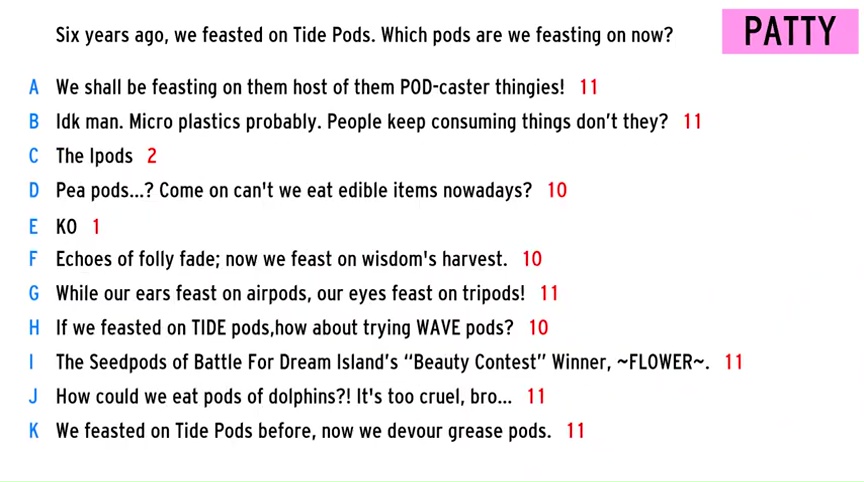 Six years ago, we feasted on Tide Pods. Which pods are we feasting on now?
PATTY
A We shall be feasting on them host of them POD-caster thingies! 11
B Idk man. Micro plastics probably. People keep consuming things don't they? 11
C The Ipods 2
D Pea pods...? Come on can't we eat edible items nowadays? 10
E KO 1
F Echoes of folly fade; now we feast on wisdom's harvest. 10
G While our ears feast on airpods, our eyes feast on tripods! 11
H If we feasted on TIDE pods,how about trying WAVE pods? 10
I The Seedpods of Battle For Dream Island's “Beauty Contest” Winner, ~FLOWER~. 11
J How could we eat pods of dolphins?! It's too cruel, bro... 11
K We feasted on Tide Pods before, now we devour grease pods. 11